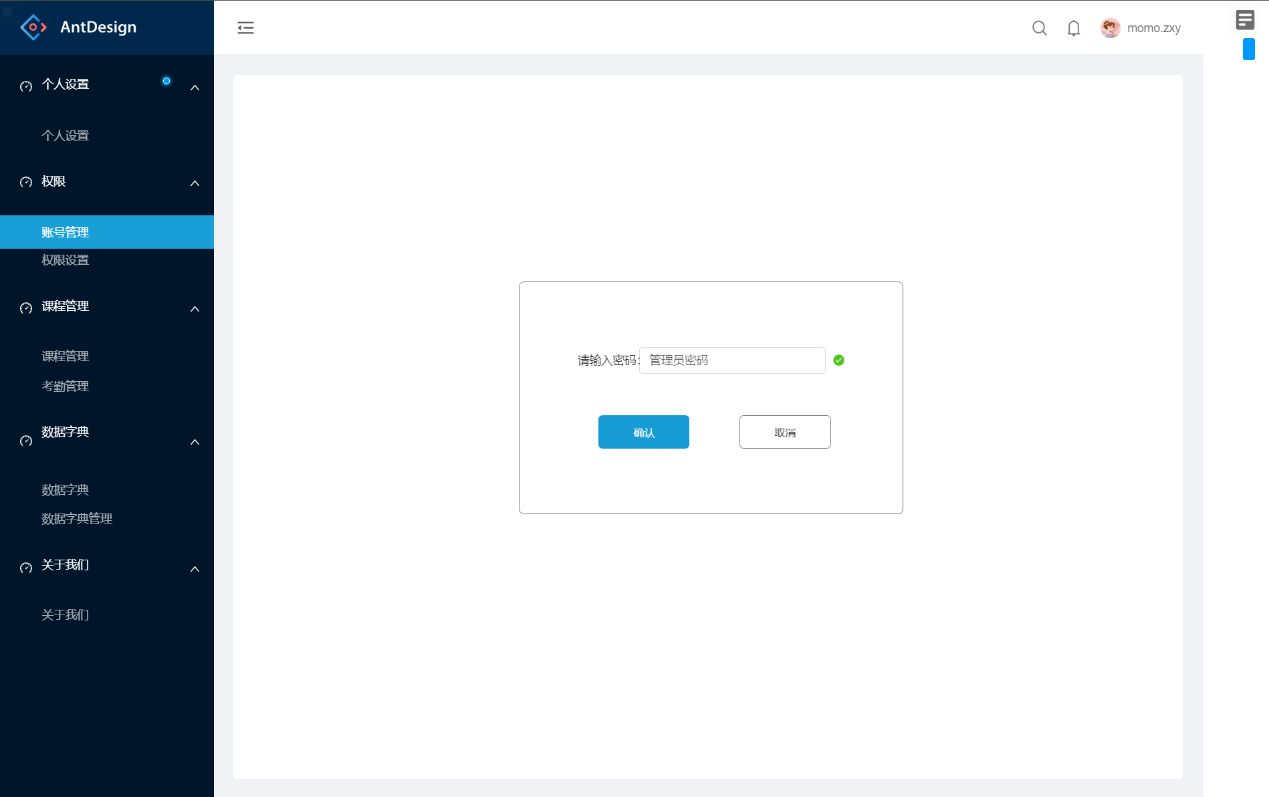 AntDesign
momo.zxy
个人设置
个人设置
权限
账号管理
权限设置
课程管理
课程管理
考勤管理
数据字典
数据字典
数据字典管理
关于我们
关于我们
请输入密码：
管理员密码
确认
取消